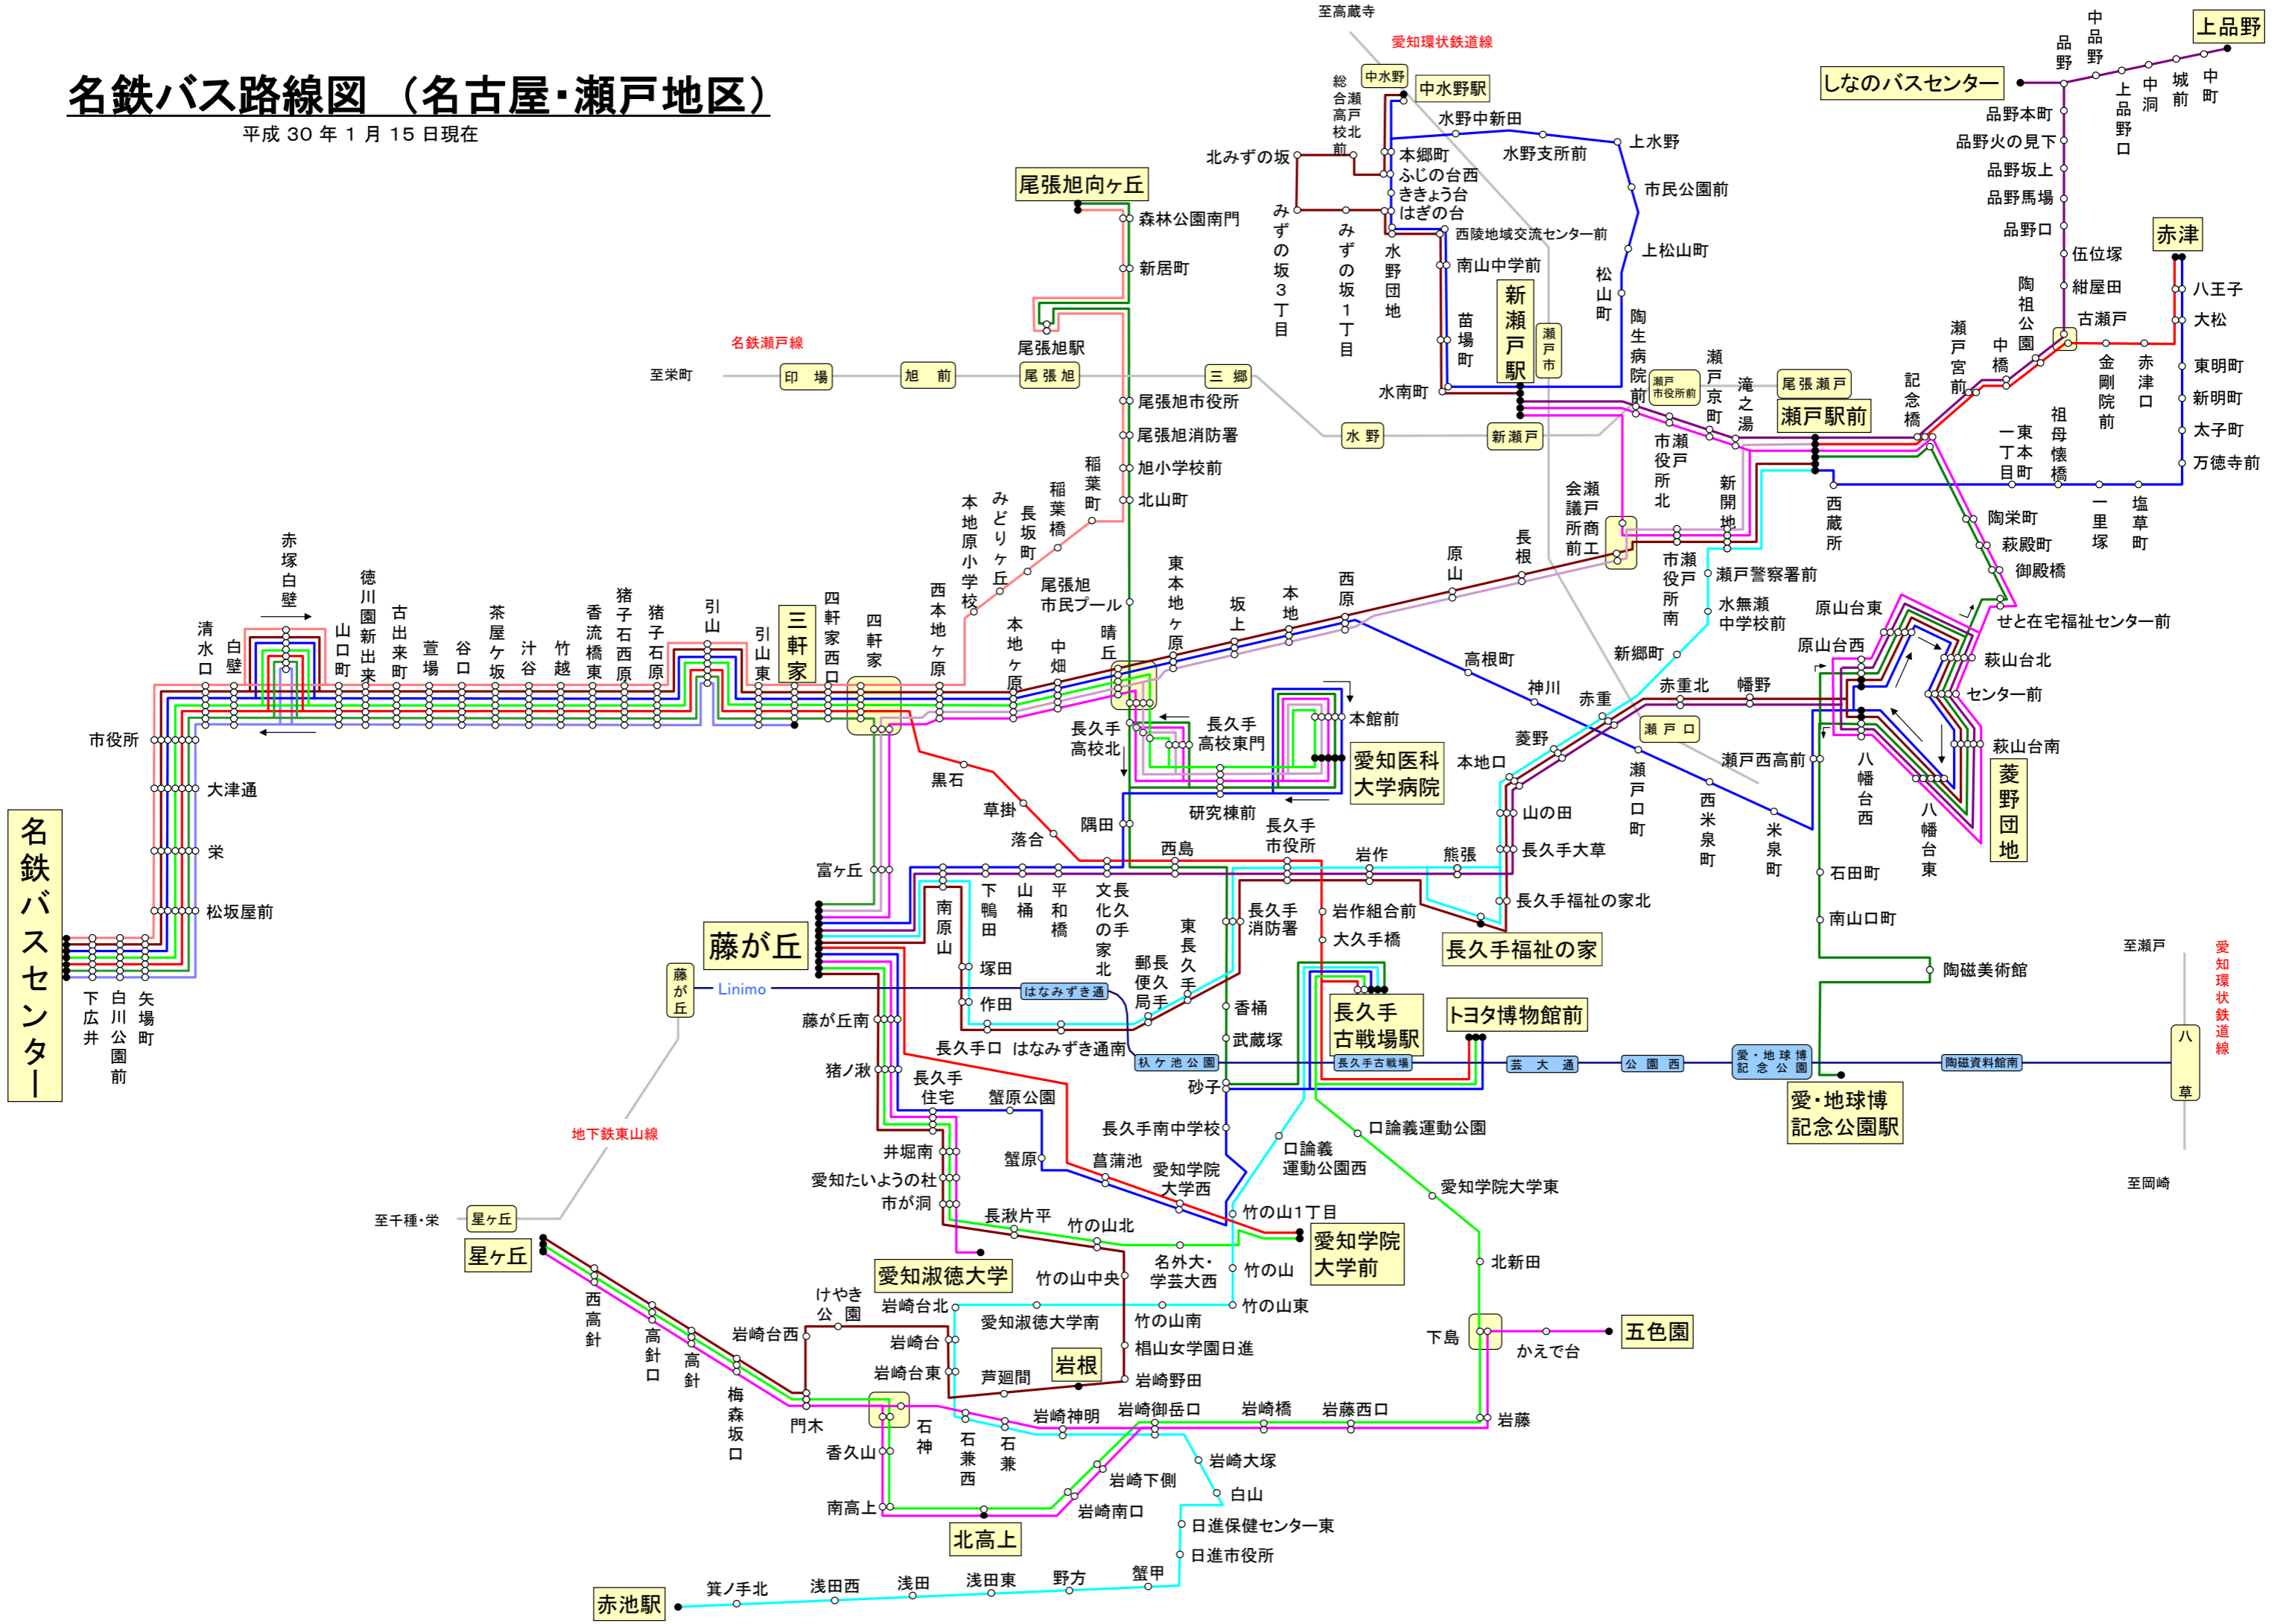 名鉄バス路線図 （名古屋・瀬戸地区）
平成 30 年 1 月 15 日現在
至高蔵寺
愛知環状鉄道線
中水野
中水野駅
瀬戸北総合高校前
北みずの坂
本郷町
ふじの台西
ききょう台
はぎの台
みずの坂３丁目
みずの坂１丁目
水野団地
西陵地域交流センター前
南山中学前
苗場町
水南町
新瀬戸駅
瀬戸市
水野中新田
水野支所前
上水野
市民公園前
上松山町
松山町
陶生病院前
しなのバスセンター
上品野
品野
中品野
上品野口
中洞
城前
中町
品野本町
品野火の見下
品野坂上
品野馬場
品野口
伍位塚
紺屋田
古瀬戸
赤津
八王子
大松
東明町
新明町
太子町
万徳寺前
金剛院前
赤津口
陶祖公園
中橋
瀬戸宮前
記念橋
東本町一丁目
祖母懐橋
一里塚
塩草町
西蔵所
瀬戸市役所前
尾張瀬戸
瀬戸駅前
瀬戸京町
滝之湯
瀬戸市役所北
新開地
瀬戸商工会議所前
瀬戸市役所南
瀬戸警察署前
水無瀬中学校前
新郷町
陶栄町
萩殿町
御殿橋
せと在宅福祉センター前
原山台東
原山台西
萩山台北
センター前
萩山台南
菱野団地
八幡台西
八幡台東
尾張旭向ヶ丘
森林公園南門
新居町
尾張旭駅
名鉄瀬戸線
至栄町
印場
旭前
尾張旭
三郷
水野
新瀬戸
尾張旭市役所
尾張旭消防署
旭小学校前
北山町
稲葉町
稲葉橋
長坂町
みどりヶ丘
本地原小学校
尾張旭市民プール
赤塚白壁
清水口
白壁
山口町
徳川園新出来
古出来町
萱場
谷口
茶屋ケ坂
汁谷
竹越
香流橋東
猪子石西原
猪子石原
引山
引山東
三軒家
四軒家西口
四軒家
西本地ヶ原
本地ヶ原
中畑
晴丘
東本地ヶ原
坂上
本地
西原
原山
長根
高根町
神川
赤重
赤重北
幡野
瀬戸口
菱野
本地口
瀬戸口町
西米泉町
米泉町
瀬戸西高前
石田町
南山口町
陶磁美術館
市役所
大津通
栄
松坂屋前
名鉄バスセンター
下広井
白川公園前
矢場町
長久手高校北
長久手高校東門
本館前
愛知医科大学病院
研究棟前
黒石
草掛
落合
隅田
富ヶ丘
藤が丘
藤が丘
南原山
下鴨田
山桶
平和橋
長久手文化の家北
西島
長久手市役所
岩作
熊張
山の田
長久手大草
長久手福祉の家北
長久手福祉の家
塚田
作田
長久手口
はなみずき通南
長久手郵便局
東長久手
長久手消防署
岩作組合前
大久手橋
香桶
武蔵塚
砂子
長久手古戦場駅
トヨタ博物館前
Linimo
はなみずき通
杁ケ池公園
長久手古戦場
芸大通
公園西
愛・地球博記念公園
陶磁資料館南
八草
愛・地球博
記念公園駅
至瀬戸
愛知環状鉄道線
至岡崎
藤が丘南
猪ノ湫
長久手住宅
蟹原公園
蟹原
井堀南
愛知たいようの杜
市が洞
菖蒲池
愛知学院大学西
長久手南中学校
口論義運動公園
口論義運動公園西
愛知学院大学東
竹の山１丁目
愛知学院大学前
長湫片平
竹の山北
名外大・学芸大西
竹の山
竹の山東
竹の山中央
竹の山南
愛知淑徳大学
愛知淑徳大学南
椙山女学園日進
岩崎野田
岩根
芦廻間
岩崎台北
岩崎台
岩崎台東
けやき公園
岩崎台西
地下鉄東山線
至千種・栄
星ヶ丘
星ヶ丘
西高針
高針口
高針
梅森坂口
門木
石神
香久山
南高上
北高上
石兼西
石兼
岩崎神明
岩崎御岳口
岩崎橋
岩藤西口
岩藤
下島
北新田
かえで台
五色園
岩崎下側
岩崎南口
岩崎大塚
白山
日進保健センター東
日進市役所
蟹甲
野方
浅田東
浅田
浅田西
箕ノ手北
赤池駅